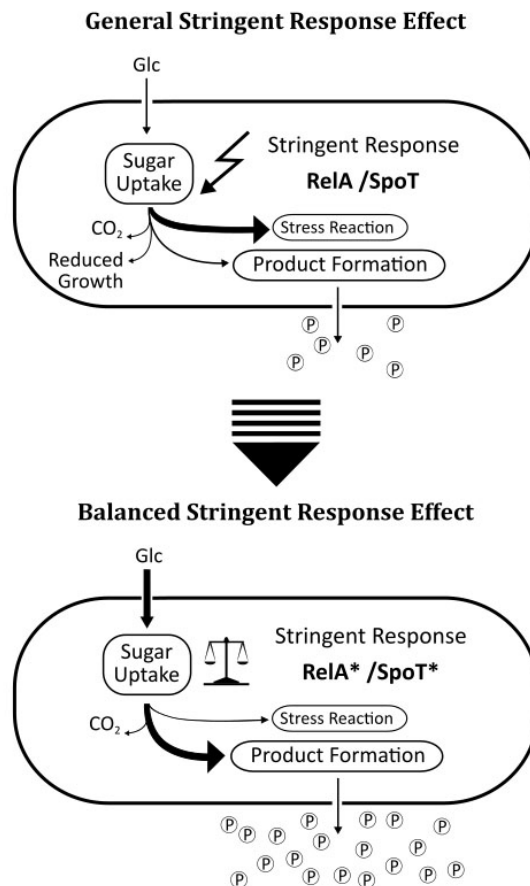 General Stringent Response Effect
Glc
Sugar
Uptake
Stringent Response
RelA /SpoT
CO₂
Stress Reaction
Reduced
Growth
Product Formation
P P
P P
P P
Balanced Stringent Response Effect
Glc
Sugar
Uptake
Stringent Response
RelA* /SpoT*
CO₂
Stress Reaction
Product Formation
P P P P P P
P P P P
P P P P P
P P P P P P